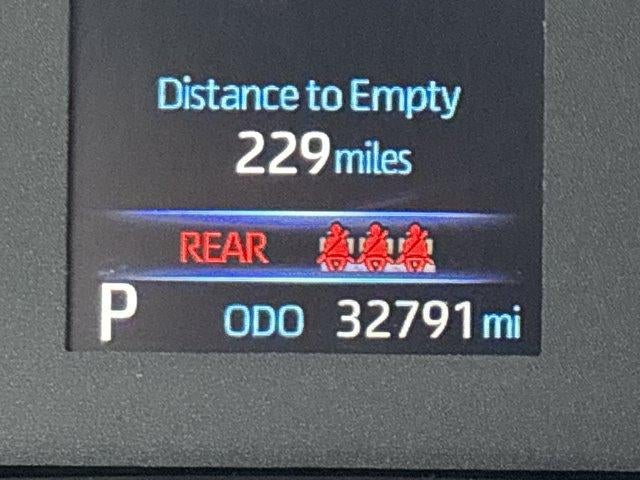 Distance to Empty
229 miles
REAR
P ODO 32791 mi